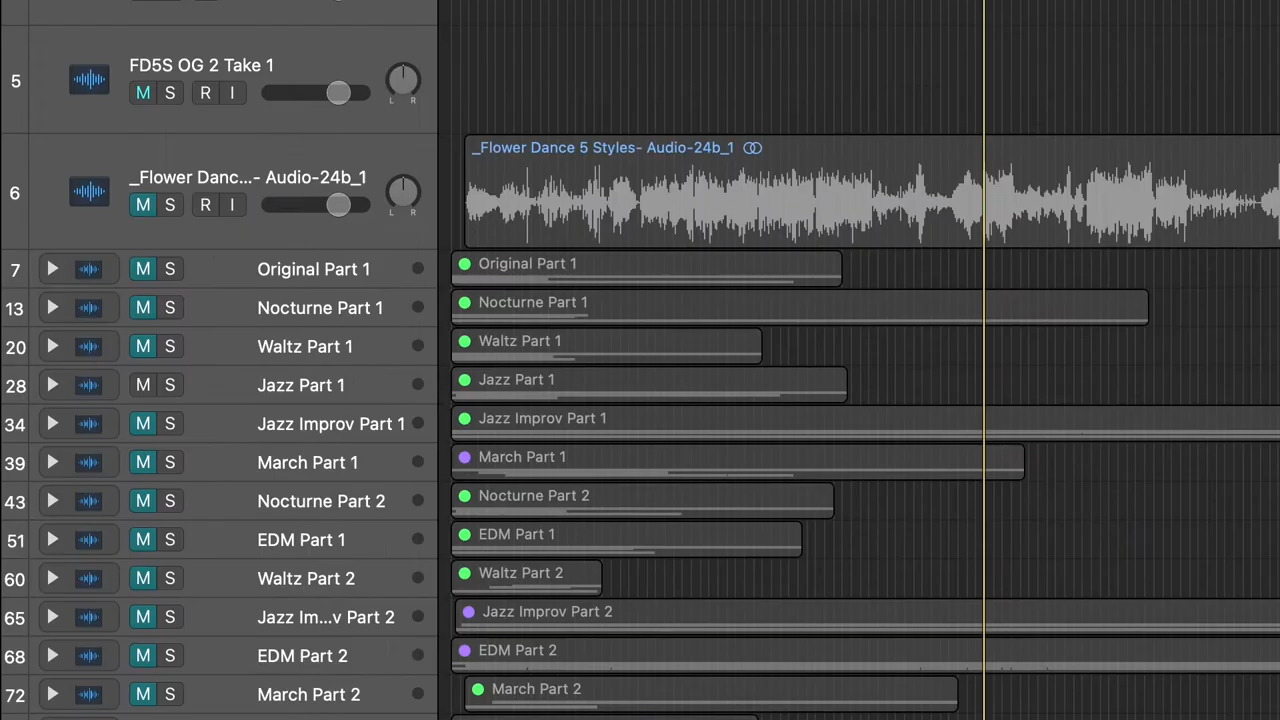 5 FD5S OG 2 Take 1
M S R I L R
_Flower Dance 5 Styles- Audio-24b_1
6 _Flower Danc...- Audio-24b_1
M S R I L R
7 M S Original Part 1 Original Part 1
13 M S Nocturne Part 1 Nocturne Part 1
20 M S Waltz Part 1 Waltz Part 1
28 M S Jazz Part 1 Jazz Part 1
34 M S Jazz Improv Part 1 Jazz Improv Part 1
39 M S March Part 1 March Part 1
43 M S Nocturne Part 2 Nocturne Part 2
51 M S EDM Part 1 EDM Part 1
60 M S Waltz Part 2 Waltz Part 2
65 M S Jazz Im...v Part 2 Jazz Improv Part 2
68 M S EDM Part 2 EDM Part 2
72 M S March Part 2 March Part 2